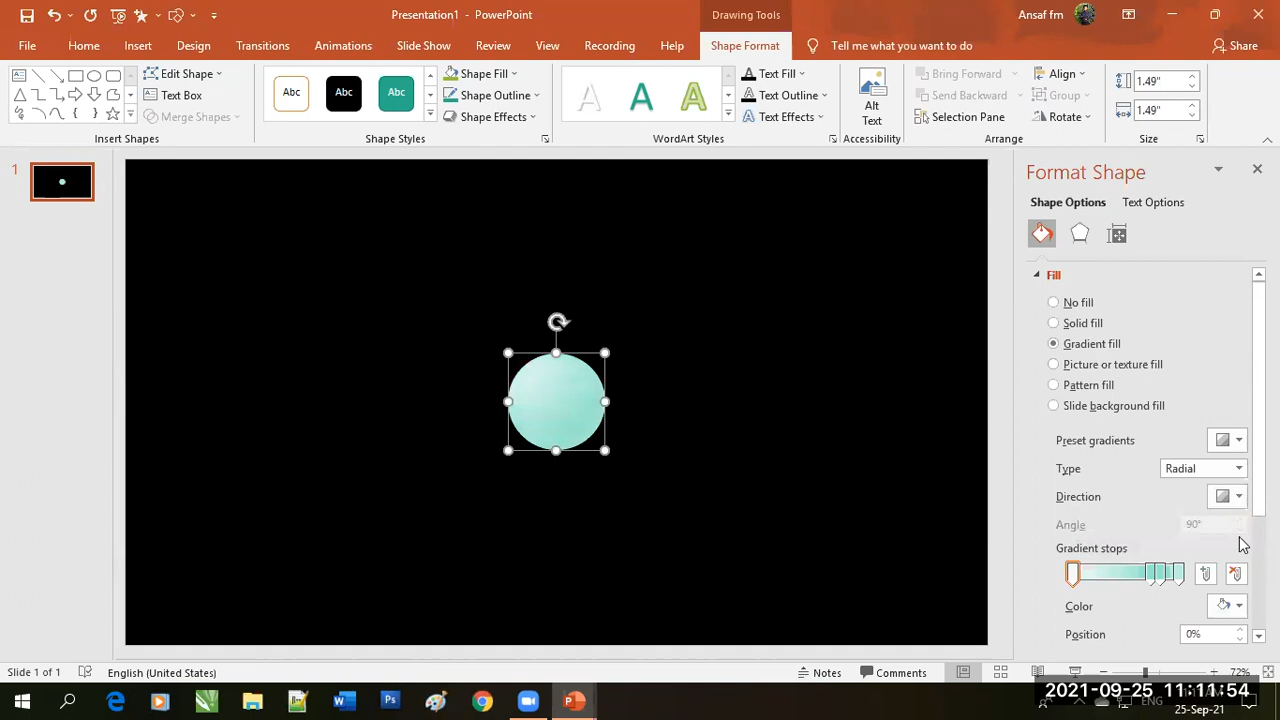 Presentation1 - PowerPoint
Drawing Tools
Ansaf fm
File
Home
Insert
Design
Transitions
Animations
Slide Show
Review
View
Recording
Help
Shape Format
Tell me what you want to do
Share
Edit Shape
Text Box
Merge Shapes
Insert Shapes
Abc
Abc
Abc
Shape Fill
Shape Outline
Shape Effects
Shape Styles
A
A
A
Text Fill
Text Outline
Text Effects
WordArt Styles
Alt
Text
Accessibility
Bring Forward
Send Backward
Selection Pane
Align
Group
Rotate
Arrange
1.49"
1.49"
Size
1
Format Shape
Shape Options
Text Options
Fill
No fill
Solid fill
Gradient fill
Picture or texture fill
Pattern fill
Slide background fill
Preset gradients
Type
Radial
Direction
Angle
90°
Gradient stops
Color
Position
0%
Slide 1 of 1
English (United States)
Notes
Comments
72%
2021-09-25 11:11:54
ENG
25-Sep-21